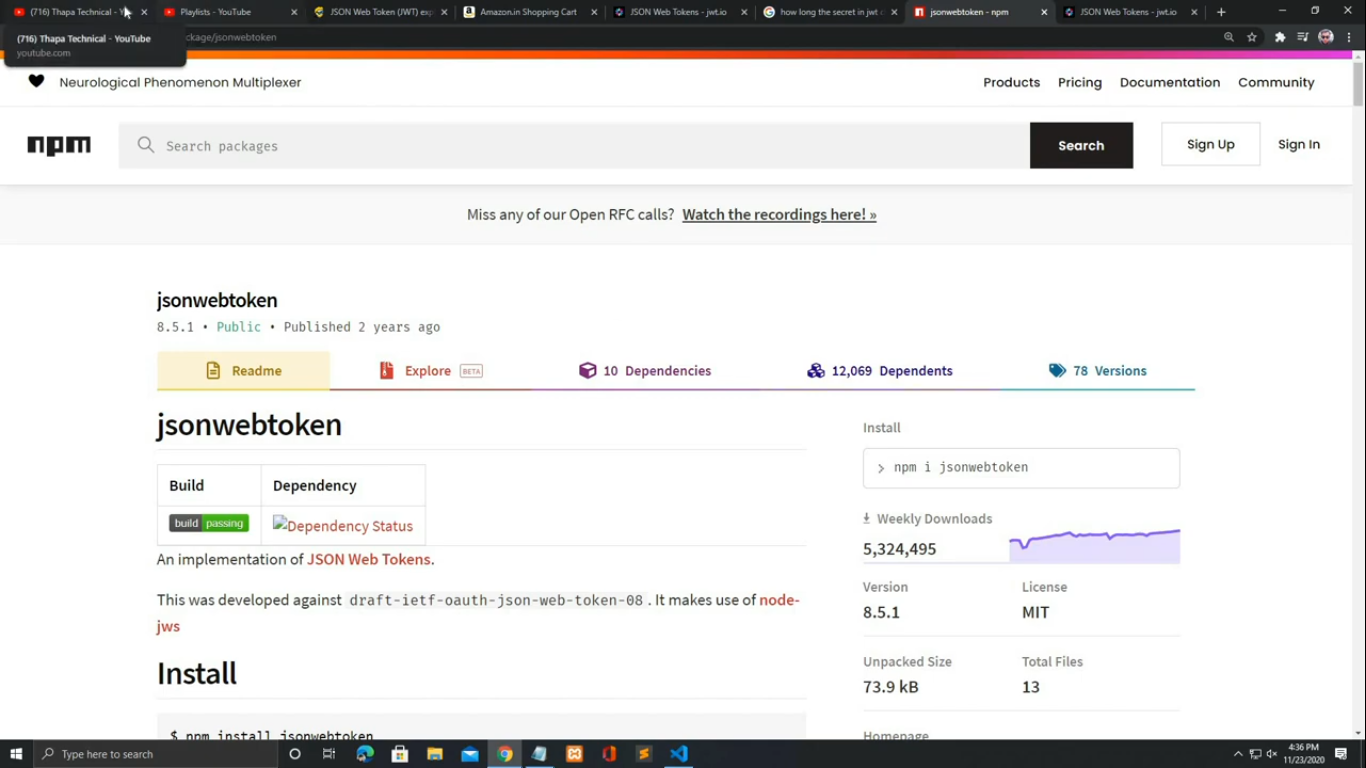 (716) Thapa Technical - Y
Playlists - YouTube
JSON Web Token (JWT) exp
Amazon.in Shopping Cart
JSON Web Tokens - jwt.io
how long the secret in jwt
jsonwebtoken - npm
JSON Web Tokens - jwt.io
(716) Thapa Technical - YouTube
youtube.com
ckage/jsonwebtoken
Neurological Phenomenon Multiplexer
Products Pricing Documentation Community
npm
Search packages
Search
Sign Up
Sign In
Miss any of our Open RFC calls? Watch the recordings here! »
jsonwebtoken
8.5.1 • Public • Published 2 years ago
Readme
Explore BETA
10 Dependencies
12,069 Dependents
78 Versions
jsonwebtoken
Build Dependency
build passing Dependency Status
An implementation of JSON Web Tokens.
This was developed against draft-ietf-oauth-json-web-token-08. It makes use of node-
jws
Install
$ npm install jsonwebtoken
Install
> npm i jsonwebtoken
Weekly Downloads
5,324,495
Version License
8.5.1 MIT
Unpacked Size Total Files
73.9 kB 13
Homepage
Type here to search
4:36 PM
11/23/2020